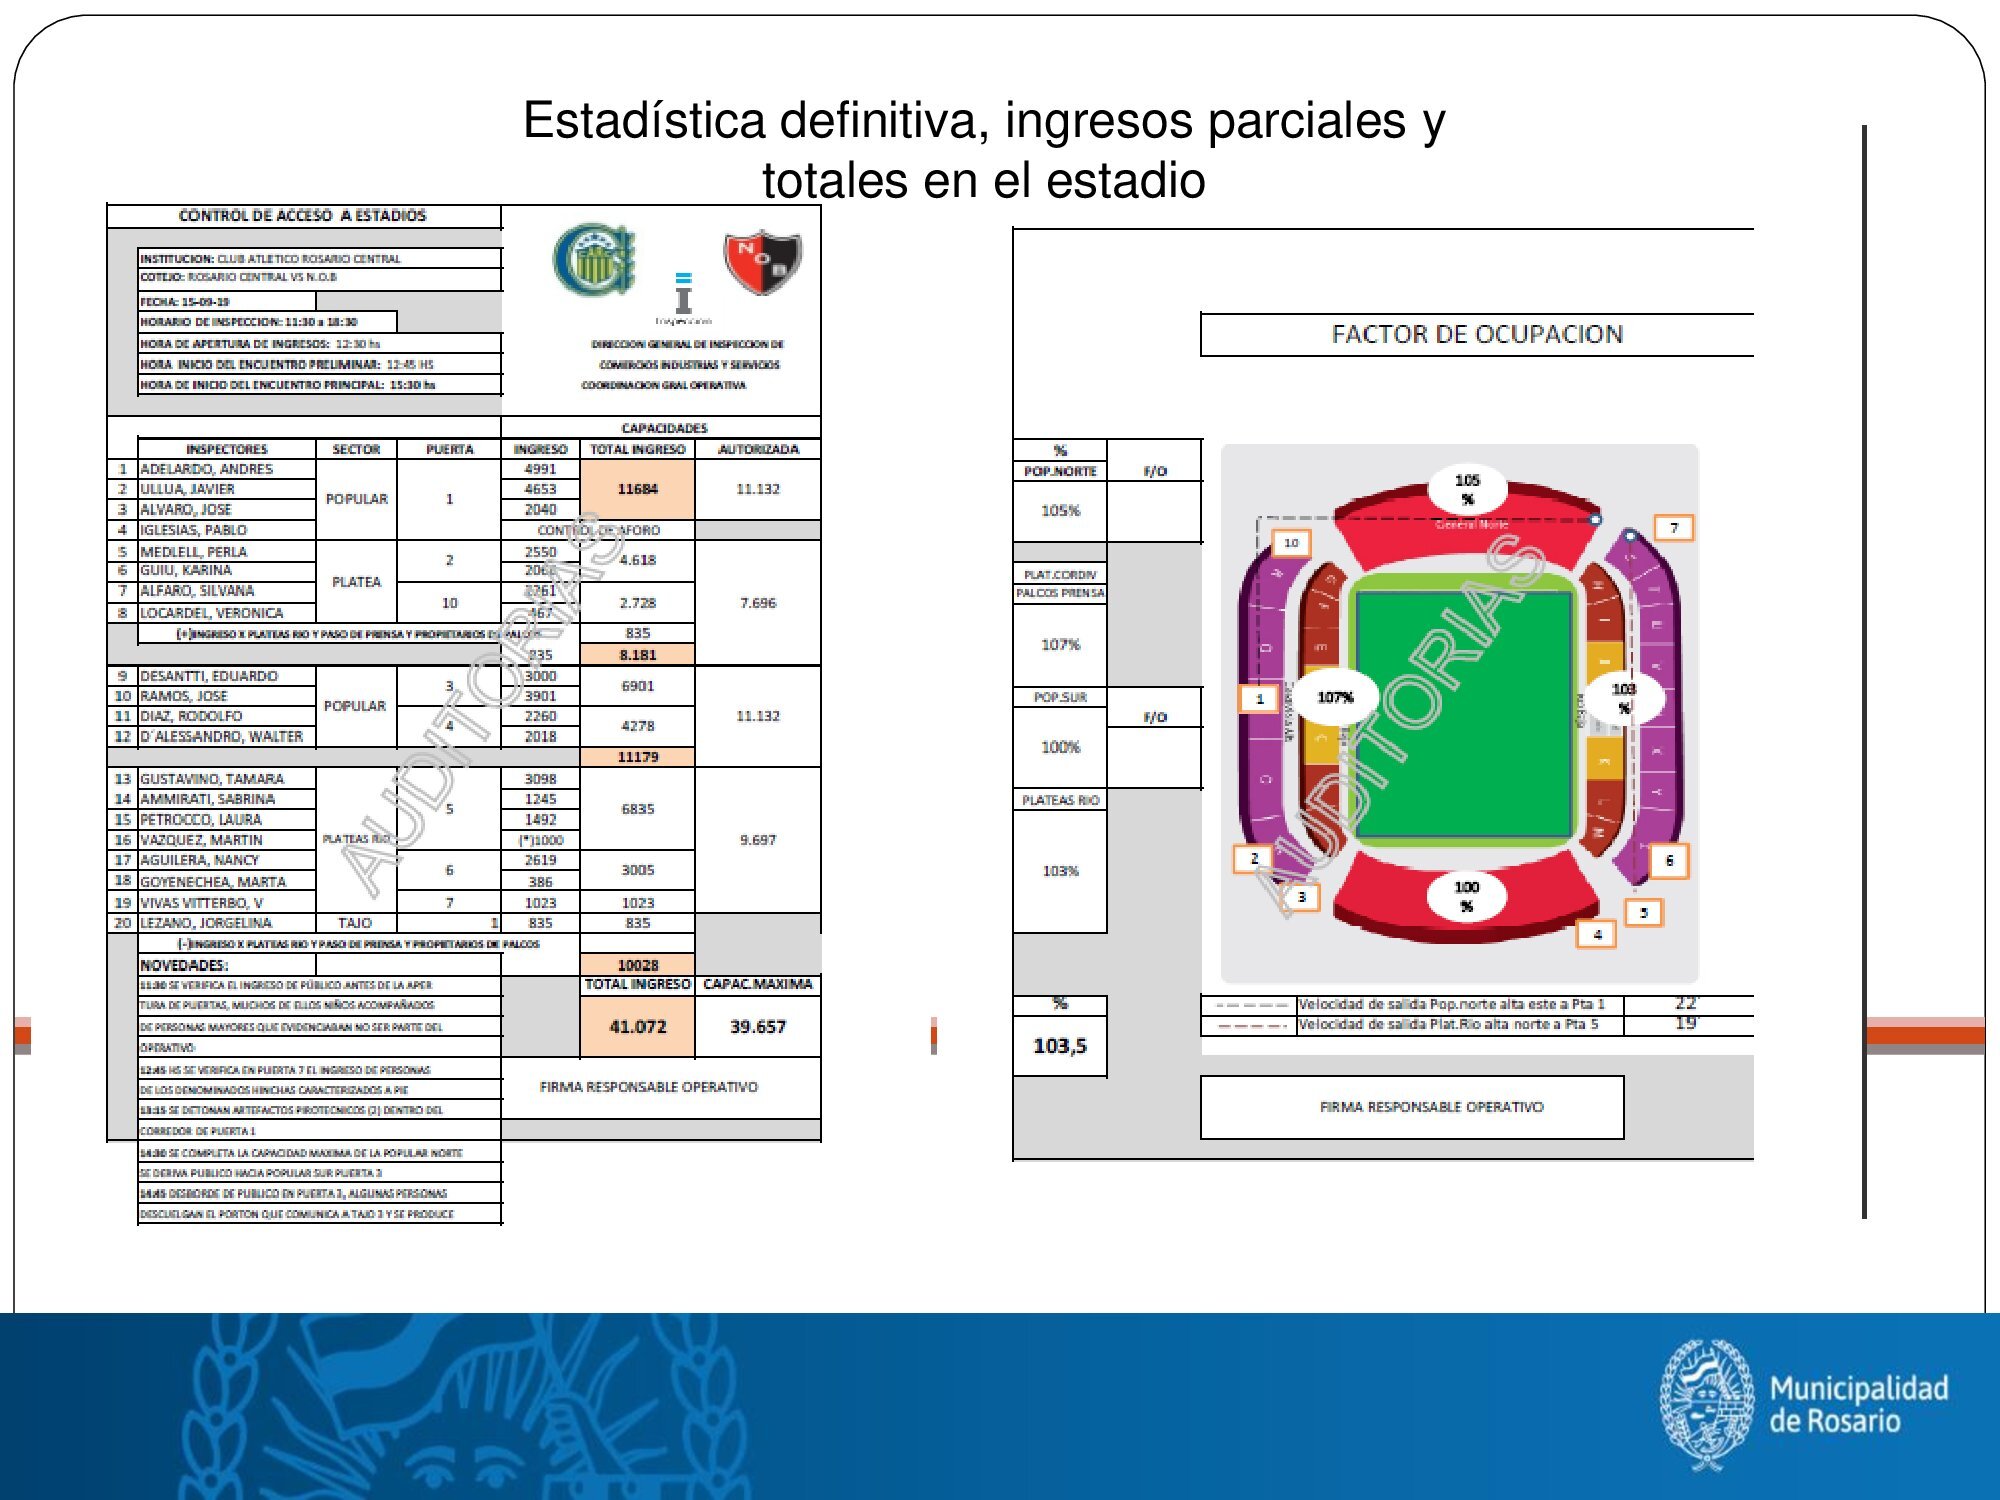 Estadística definitiva, ingresos parciales y
totales en el estadio
CONTROL DE ACCESO A ESTADIOS
INSTITUCION: CLUB ATLETICO ROSARIO CENTRAL
COTEJO: ROSARIO CENTRAL VS N.O.B
FECHA: 15-09-19
HORARIO DE INSPECCION: 11:30 a 18:30
HORA DE APERTURA DE INGRESOS: 12:30 hs
HORA INICIO DEL ENCUENTRO PRELIMINAR: 12:45 HS
HORA DE INICIO DEL ENCUENTRO PRINCIPAL: 15:30 hs
CARC
NOB
Inspeccion
DIRECCION GENERAL DE INSPECCION DE
COMERCIOS INDUSTRIAS Y SERVICIOS
COORDINACION GRAL OPERATIVA
CAPACIDADES
INSPECTORES SECTOR PUERTA INGRESO TOTAL INGRESO AUTORIZADA
1 ADELARDO, ANDRES POPULAR 1 4991 11684 11.132
2 ULLUA, JAVIER 4653
3 ALVARO, JOSE 2040
4 IGLESIAS, PABLO CONTROL DE AFORO
5 MEDLELL, PERLA PLATEA 2 2550 4.618 7.696
6 GUIU, KARINA
7 ALFARO, SILVANA 10 2261 2.728
8 LOCARDEL, VERONICA 467
(+)INGRESO X PLATEAS RIO Y PASO DE PRENSA Y PROPIETARIOS DE PALCOS 835
835 8.181
9 DESANTTI, EDUARDO POPULAR 3 3000 6901 11.132
10 RAMOS, JOSE 3901
11 DIAZ, RODOLFO 4 2260 4278
12 D´ALESSANDRO, WALTER 2018
11179
13 GUSTAVINO, TAMARA PLATEAS RIO 5 3098 6835 9.697
14 AMMIRATI, SABRINA 1245
15 PETROCCO, LAURA 1492
16 VAZQUEZ, MARTIN (*)1000
17 AGUILERA, NANCY 6 2619 3005
18 GOYENECHEA, MARTA 386
19 VIVAS VITTERBO, V 7 1023 1023
20 LEZANO, JORGELINA TAJO 1 835 835
(-)INGRESO X PLATEAS RIO Y PASO DE PRENSA Y PROPIETARIOS DE PALCOS
NOVEDADES: 10028
TOTAL INGRESO CAPAC.MAXIMA
41.072 39.657
11:30 SE VERIFICA EL INGRESO DE PÚBLICO ANTES DE LA APER
TURA DE PUERTAS, MUCHOS DE ELLOS NIÑOS ACOMPAÑADOS
DE PERSONAS MAYORES QUE EVIDENCIABAN NO SER PARTE DEL
OPERATIVO
12:45 HS SE VERIFICA EN PUERTA 7 EL INGRESO DE PERSONAS
DE LOS DENOMINADOS HINCHAS CARACTERIZADOS A PIE
13:15 SE DETONAN ARTEFACTOS PIROTECNICOS (2) DENTRO DEL
CORREDOR DE PUERTA 1
14:30 SE COMPLETA LA CAPACIDAD MAXIMA DE LA POPULAR NORTE
SE DERIVA PUBLICO HACIA POPULAR SUR PUERTA 3
14:45 DESBORDE DE PUBLICO EN PUERTA 3, ALGUNAS PERSONAS
DESCUELGAN EL PORTON QUE COMUNICA A TAJO 3 Y SE PRODUCE
FIRMA RESPONSABLE OPERATIVO
AUDITORIAS
FACTOR DE OCUPACION
%
POP.NORTE F/O
105%
PLAT.CORDIV
PALCOS PRENSA
107%
POP.SUR F/O
100%
PLATEAS RIO
103%
%
103,5
105
%
General Norte
10
7
1
107%
103
%
2
3
6
100
%
5
4
AUDITORIAS
Velocidad de salida Pop.norte alta este a Pta 1 22'
Velocidad de salida Plat.Rio alta norte a Pta 5 19'
FIRMA RESPONSABLE OPERATIVO
Municipalidad
de Rosario